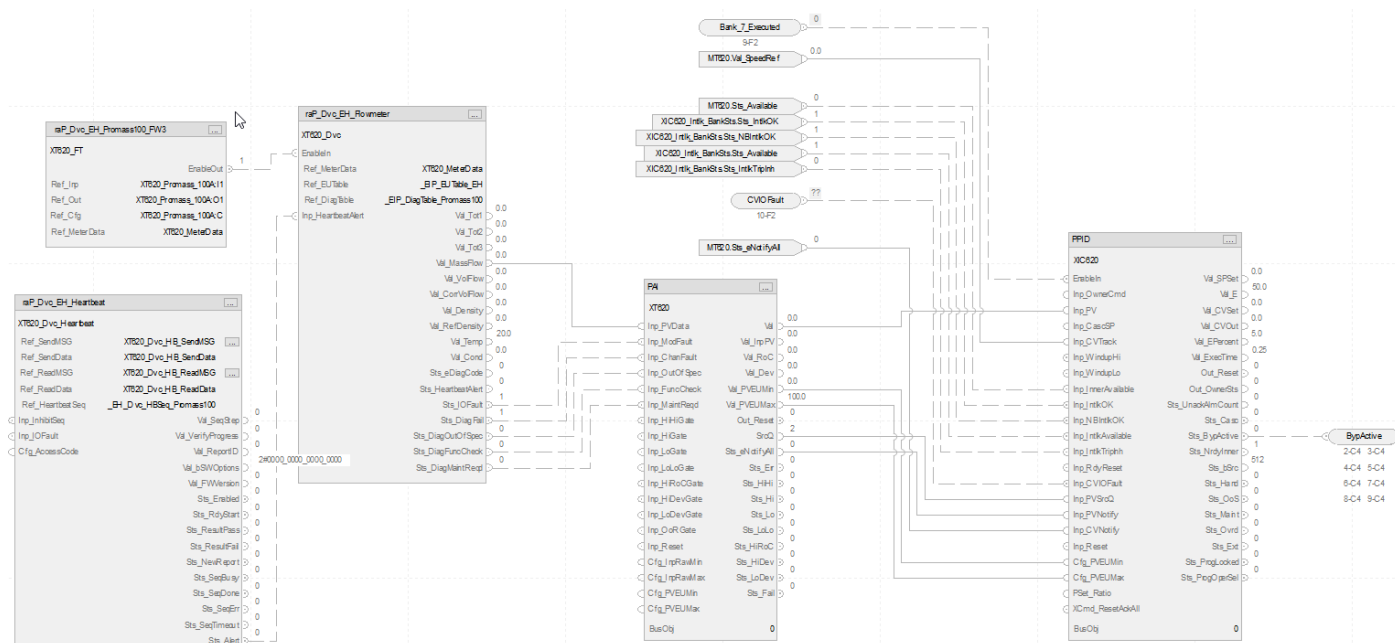 Bank_7_Executed
0
9-F2
MT620.Val_SpeedRef
0.0
MT620.Sts_Available
0
XIC620_Intlk_BankSts.Sts_IntlkOK
1
XIC620_Intlk_BankSts.Sts_NBIntlkOK
1
XIC620_Intlk_BankSts.Sts_Available
1
XIC620_Intlk_BankSts.Sts_IntlkTripInh
0
CVIOFault
??
10-F2
MT620.Sts_eNotifyAll
0
raP_Dvc_EH_Promass100_FW3
...
XT620_FT
EnableOut
1
Ref_Inp XT620_Promass_100A:I1
Ref_Out XT620_Promass_100A:O1
Ref_Cfg XT620_Promass_100A:C
Ref_MeterData XT620_MeterData
raP_Dvc_EH_Heartbeat
...
XT620_Dvc_Heartbeat
Ref_SendMSG XT620_Dvc_HB_SendMSG ...
Ref_SendData XT620_Dvc_HB_SendData
Ref_ReadMSG XT620_Dvc_HB_ReadMSG ...
Ref_ReadData XT620_Dvc_HB_ReadData
Ref_HeartbeatSeq _EH_Dvc_HBSeq_Promass100
Inp_InhibitSeq Val_SeqStep 0
Inp_IOFault Val_VerifyProgress 0
Cfg_AccessCode Val_ReportID 0
Val_bSWOptions 2#0000_0000_0000_0000
Val_FWVersion 0
Sts_Enabled 0
Sts_RdyStart 0
Sts_ResultPass 0
Sts_ResultFail 0
Sts_NewReport 0
Sts_SeqBusy 0
Sts_SeqDone 0
Sts_SeqErr 0
Sts_SeqTimeout 0
Sts_Alert 0
raP_Dvc_EH_Flowmeter
...
XT620_Dvc
EnableIn
Ref_MeterData XT620_MeterData
Ref_EUTable _EIP_EUTable_EH
Ref_DiagTable _EIP_DiagTable_Promass100
Inp_HeartbeatAlert Val_Tot1 0.0
Val_Tot2 0.0
Val_Tot3 0.0
Val_MassFlow 0.0
Val_VolFlow 0.0
Val_CorrVolFlow 0.0
Val_Density 0.0
Val_RefDensity 0.0
Val_Temp 20.0
Val_Cond 0.0
Sts_eDiagCode 0
Sts_HeartbeatAlert 0
Sts_IOFault 1
Sts_DiagFail 1
Sts_DiagOutOfSpec 0
Sts_DiagFuncCheck 0
Sts_DiagMaintReqd 0
PAI
...
XT620
Inp_PVData Val 0.0
Inp_ModFault Val_InpPV 0.0
Inp_ChanFault Val_RoC 0.0
Inp_OutOfSpec Val_Dev 0.0
Inp_FuncCheck Val_PVEUMin 0.0
Inp_MaintReqd Val_PVEUMax 100.0
Inp_HiHiGate Out_Reset 0
Inp_HiGate SrcQ 2
Inp_LoGate Sts_eNotifyAll 0
Inp_LoLoGate Sts_Err 0
Inp_HiRoCGate Sts_HiHi 0
Inp_HiDevGate Sts_Hi 0
Inp_LoDevGate Sts_Lo 0
Inp_OoRGate Sts_LoLo 0
Inp_Reset Sts_HiRoC 0
Cfg_InpRawMin Sts_HiDev 0
Cfg_InpRawMax Sts_LoDev 0
Cfg_PVEUMin Sts_Fail 0
Cfg_PVEUMax
BusObj 0
PPID
...
XIC620
EnableIn Val_SPSet 0.0
Inp_OwnerCmd Val_E 50.0
Inp_PV Val_CVSet 0.0
Inp_CascSP Val_CVOut 0.0
Inp_CVTrack Val_EPercent 5.0
Inp_WindupHi Val_ExecTime 0.25
Inp_WindupLo Out_Reset 0
Inp_InnerAvailable Out_OwnerSts 0
Inp_IntlkOK Sts_UnackAlmCount 0
Inp_NBIntlkOK Sts_Casc 0
Inp_IntlkAvailable Sts_BypActive 0
Inp_IntlkTripInh Sts_NrdyInner 1
Inp_RdyReset Sts_bSrc 512
Inp_CVIOFault Sts_Hand 0
Inp_PVSrcQ Sts_OoS 0
Inp_PVNotify Sts_Maint 0
Inp_CVNotify Sts_Ovrd 0
Inp_Reset Sts_Ext 0
Cfg_PVEUMin Sts_ProgLocked 0
Cfg_PVEUMax Sts_ProgOperSel 0
PSet_Ratio
XCmd_ResetAckAll
BusObj 0
BypActive
2-C4 3-C4
4-C4 5-C4
6-C4 7-C4
8-C4 9-C4